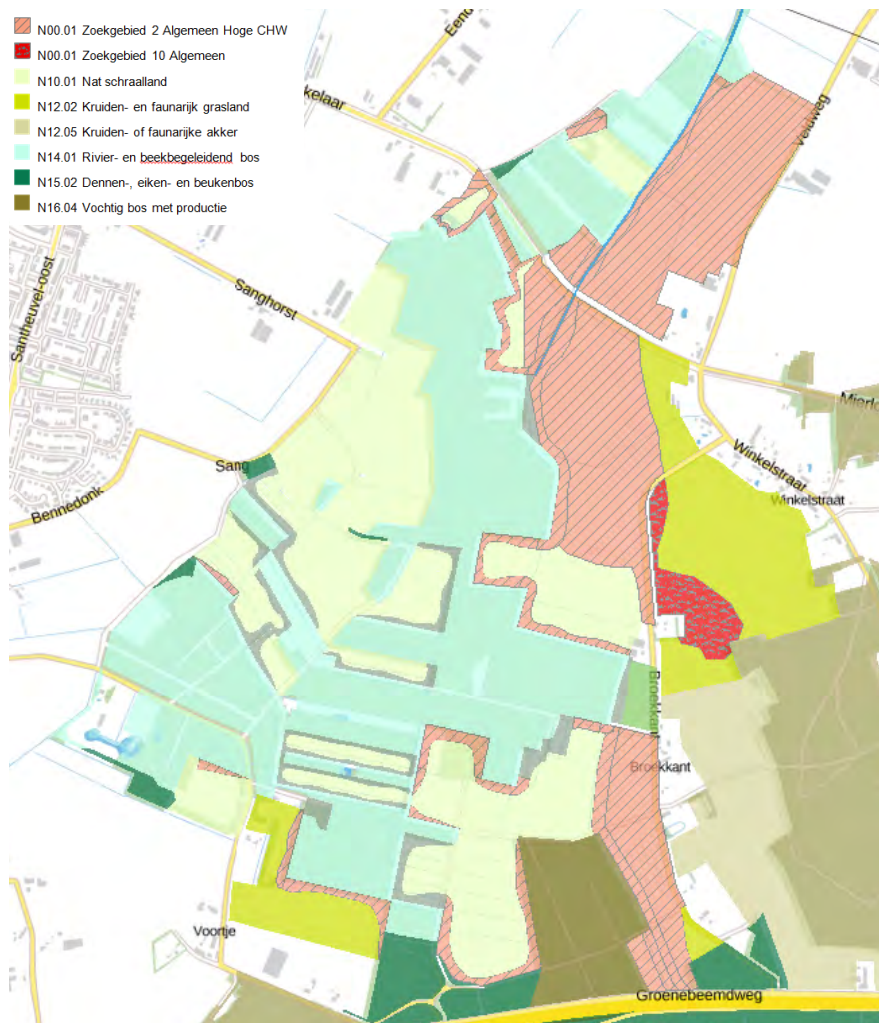 N00.01 Zoekgebied 2 Algemeen Hoge CHW
N00.01 Zoekgebied 10 Algemeen
N10.01 Nat schraalland
N12.02 Kruiden- en faunarijk grasland
N12.05 Kruiden- of faunarijke akker
N14.01 Rivier- en beekbegeleidend bos
N15.02 Dennen-, eiken- en beukenbos
N16.04 Vochtig bos met productie
Veluweg
Sanghorst
Santheuvel-oost
Winkelstraat
Winkelstraat
Sang
Bennedonk
Broekkant
Broekkant
Voortje
Groenebeemdweg